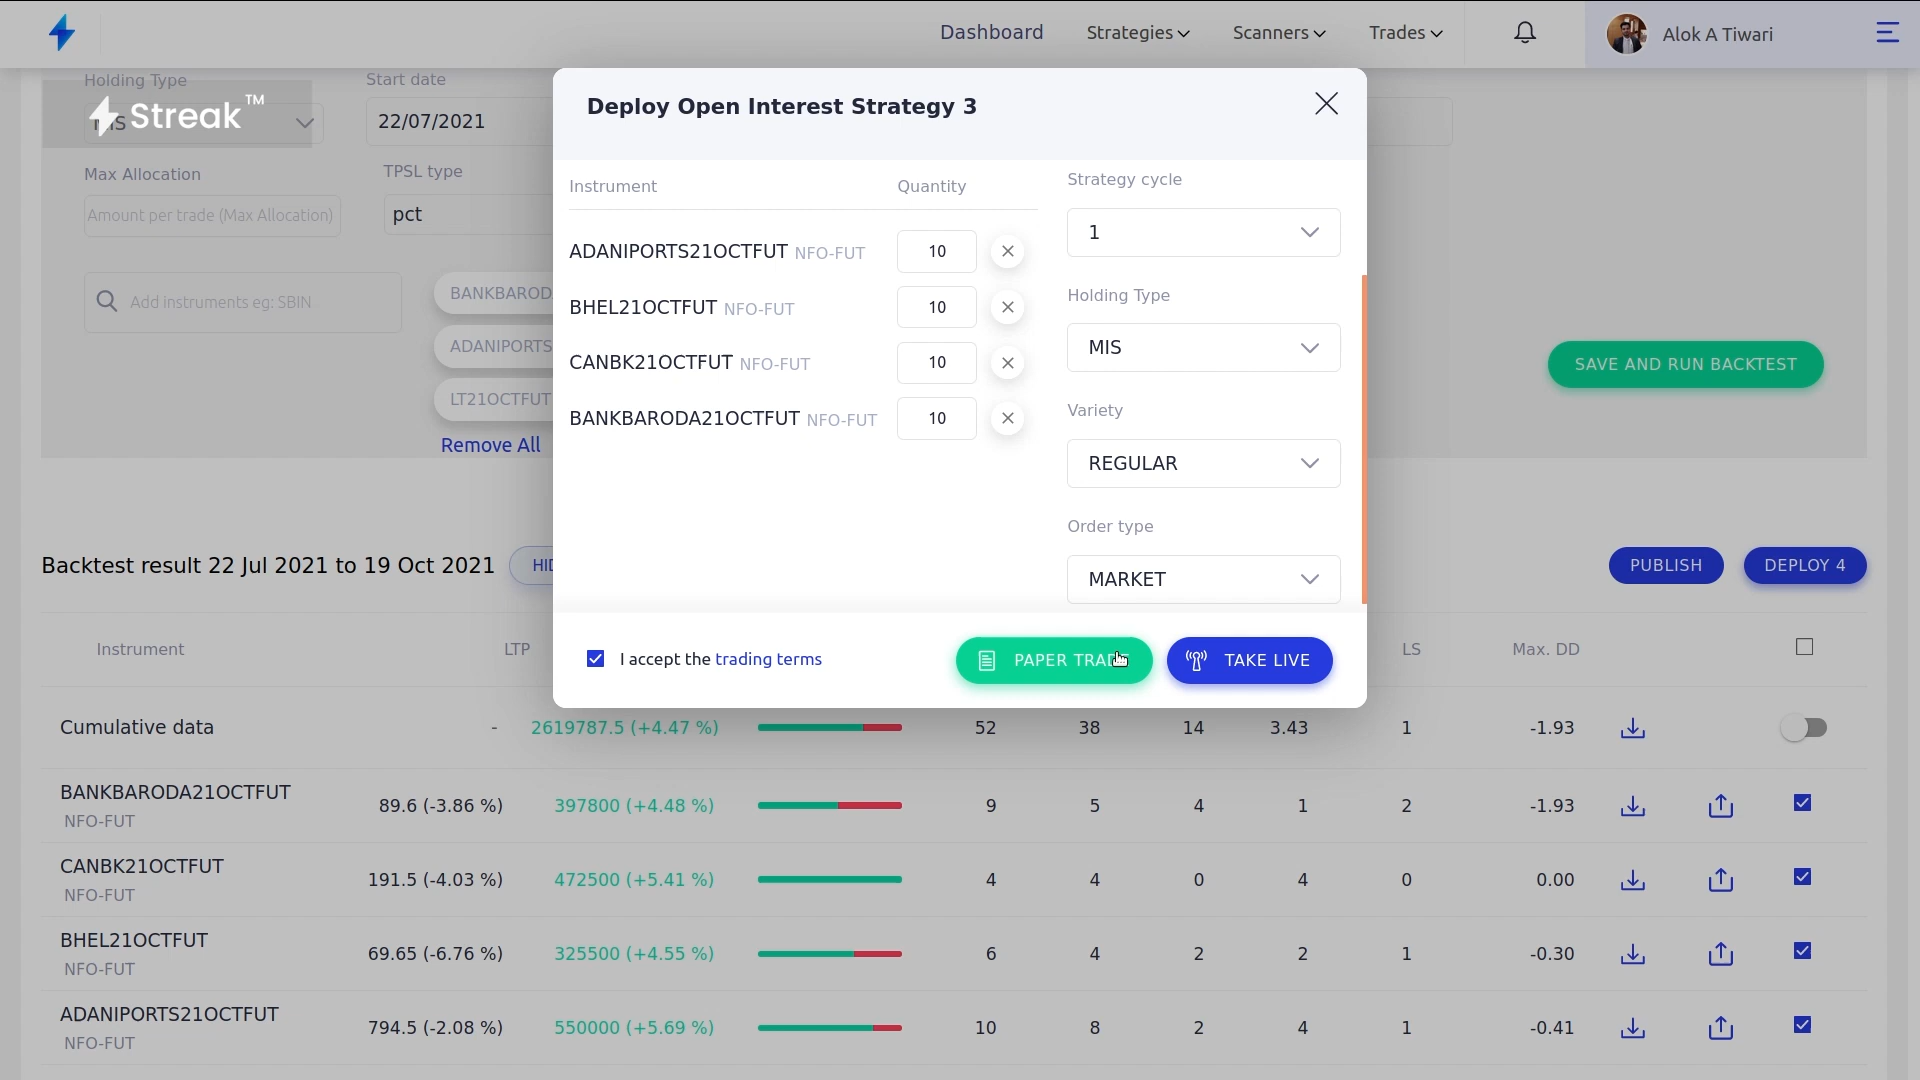 Dashboard
Strategies
Scanners
Trades
Alok A Tiwari
Holding Type
Start date
Streak™
22/07/2021
Max Allocation
TPSL type
Amount per trade (Max Allocation)
pct
Add instruments eg: SBIN
BANKBAROD
ADANIPORTS
LT21OCTFUT
Remove All
SAVE AND RUN BACKTEST
Deploy Open Interest Strategy 3
Instrument Quantity
ADANIPORTS21OCTFUT NFO-FUT 10
BHEL21OCTFUT NFO-FUT 10
CANBK21OCTFUT NFO-FUT 10
BANKBARODA21OCTFUT NFO-FUT 10
Strategy cycle
1
Holding Type
MIS
Variety
REGULAR
Order type
MARKET
I accept the trading terms
PAPER TRADE
TAKE LIVE
Backtest result 22 Jul 2021 to 19 Oct 2021
PUBLISH
DEPLOY 4
Instrument LTP LS Max. DD
Cumulative data - 2619787.5 (+4.47 %) 52 38 14 3.43 1 -1.93
BANKBARODA21OCTFUT
NFO-FUT
89.6 (-3.86 %) 397800 (+4.48 %) 9 5 4 1 2 -1.93
CANBK21OCTFUT
NFO-FUT
191.5 (-4.03 %) 472500 (+5.41 %) 4 4 0 4 0 0.00
BHEL21OCTFUT
NFO-FUT
69.65 (-6.76 %) 325500 (+4.55 %) 6 4 2 2 1 -0.30
ADANIPORTS21OCTFUT
NFO-FUT
794.5 (-2.08 %) 550000 (+5.69 %) 10 8 2 4 1 -0.41